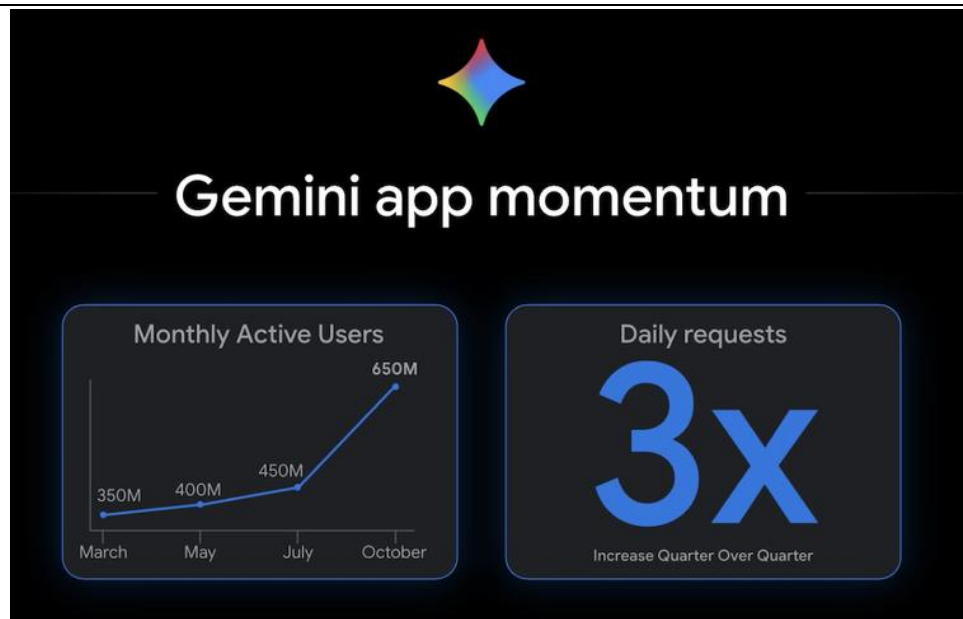 Gemini app momentum
Monthly Active Users
650M
450M
400M
350M
March May July October
Daily requests
3x
Increase Quarter Over Quarter